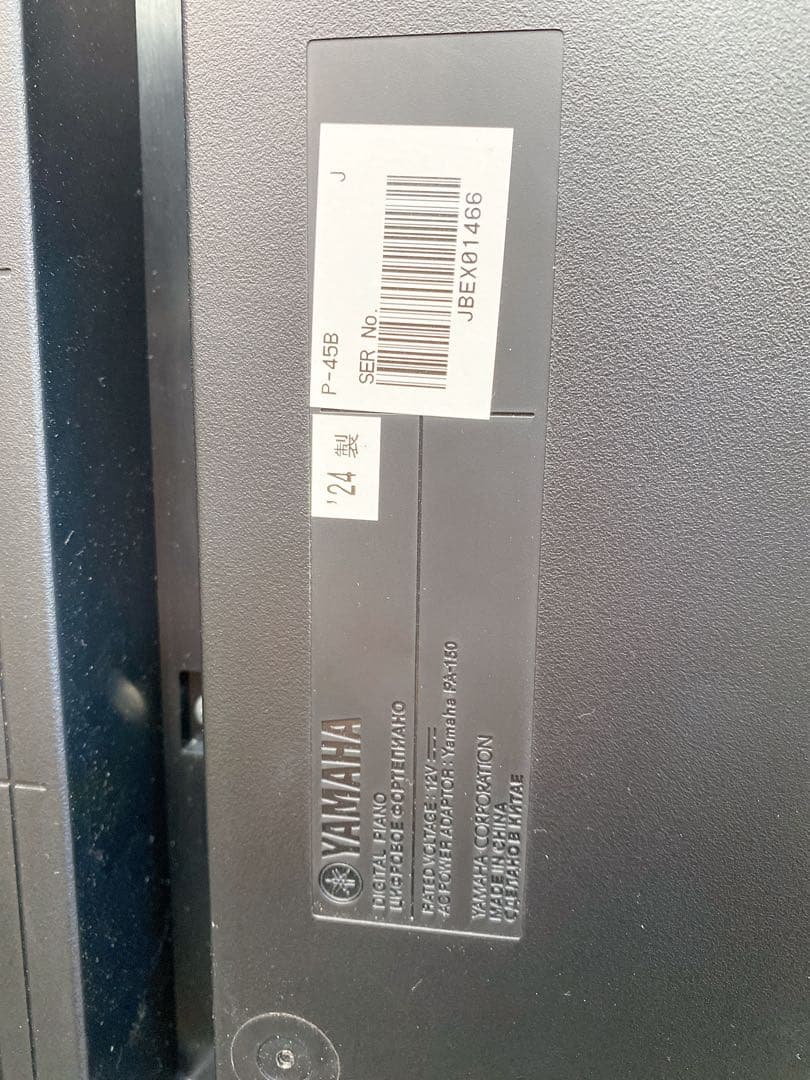 YAMAHA
DIGITAL PIANO
ЦИФРОВОЕ ФОРТЕПИАНО
RATED VOLTAGE : 12V
AC POWER ADAPTOR : Yamaha PA-150
YAMAHA CORPORATION
MADE IN CHINA
СДЕЛАНО В КИТАЕ
'24 製
P-45B J
SER No.
JBEX01466